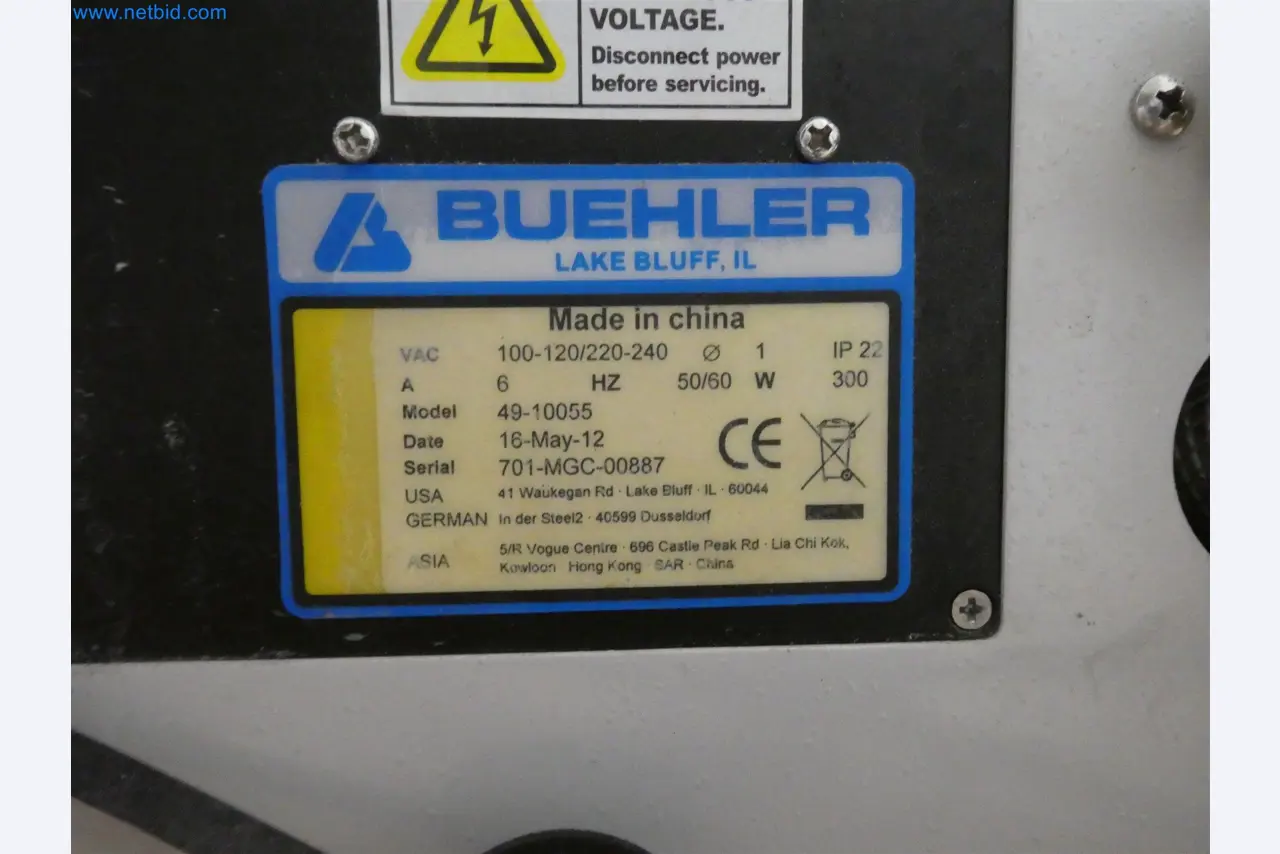 www.netbid.com
VOLTAGE.
Disconnect power
before servicing.
BUEHLER
LAKE BLUFF, IL
Made in china
VAC 100-120/220-240 Ø 1 IP 22
A 6 HZ 50/60 W 300
Model 49-10055
Date 16-May-12
Serial 701-MGC-00887
CE
USA 41 Waukegan Rd · Lake Bluff · IL · 60044
GERMAN In der Steel2 · 40599 Dusseldorf
ASIA 5/R Vogue Centre · 696 Castle Peak Rd · Lia Chi Kok,
Kowloon Hong Kong · SAR · China